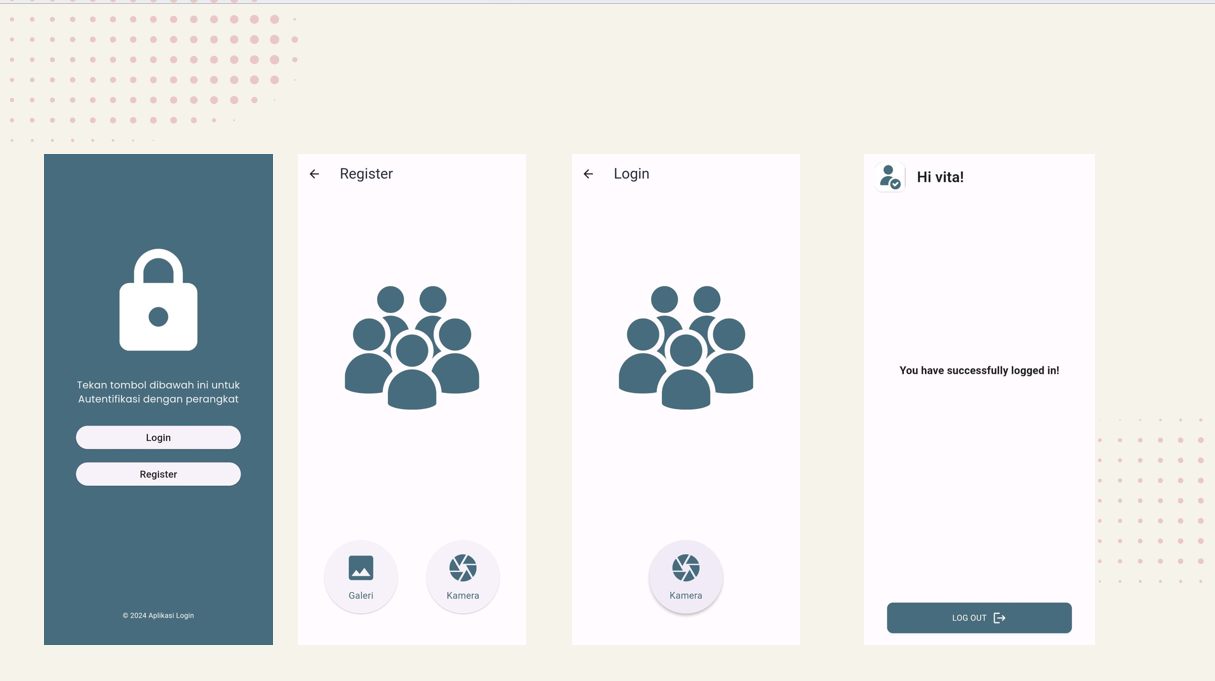 Tekan tombol dibawah ini untuk
Autentifikasi dengan perangkat
Login
Register
© 2024 Aplikasi Login
Register
Galeri
Kamera
Login
Kamera
Hi vita!
You have successfully logged in!
LOG OUT